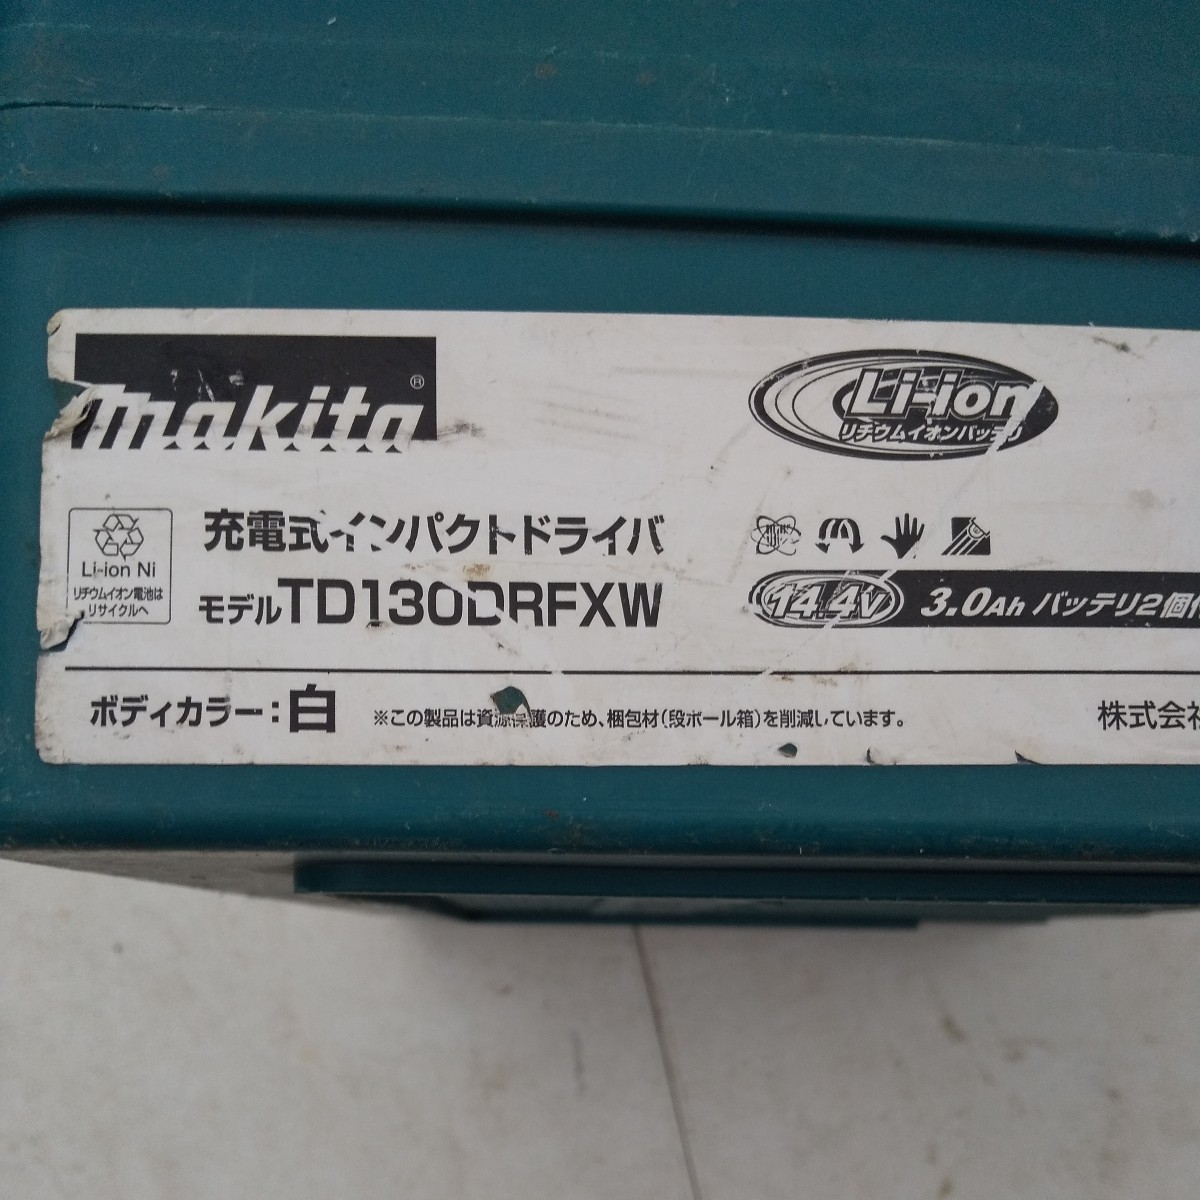 makita®
Li-ion
リチウムイオンバッテリ
充電式インパクトドライバ
Li-ion Ni
リチウムイオン電池は
リサイクルへ
モデルTD130DRFXW
14.4V 3.0Ah バッテリ2個
ボディカラー：白
※この製品は資源保護のため、梱包材（段ボール箱）を削減しています。
株式会社